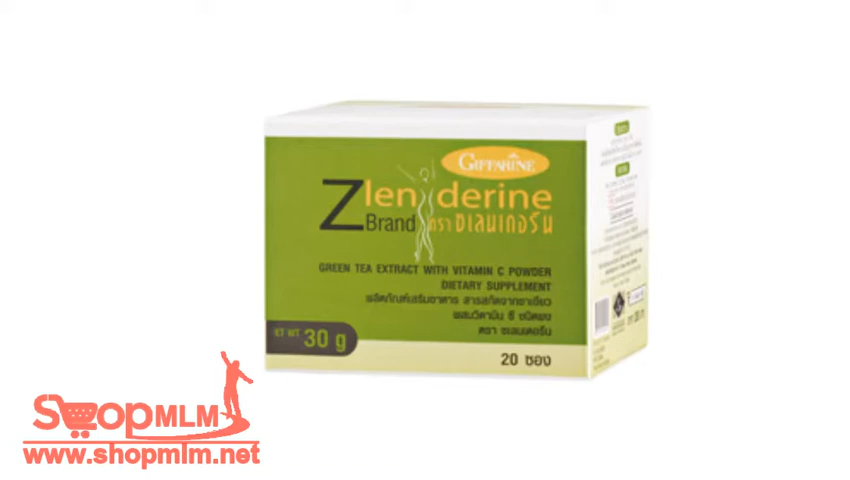 GIFFARINE
Zlenderine
Brand ตรา ซเลนเดอรีน
GREEN TEA EXTRACT WITH VITAMIN C POWDER
DIETARY SUPPLEMENT
ผลิตภัณฑ์เสริมอาหาร สารสกัดจากชาเขียว
ผสมวิตามิน ซี ชนิดผง
ตรา ซเลนเดอรีน
30 g
20 ซอง
ShopMLM
www.shopmlm.net